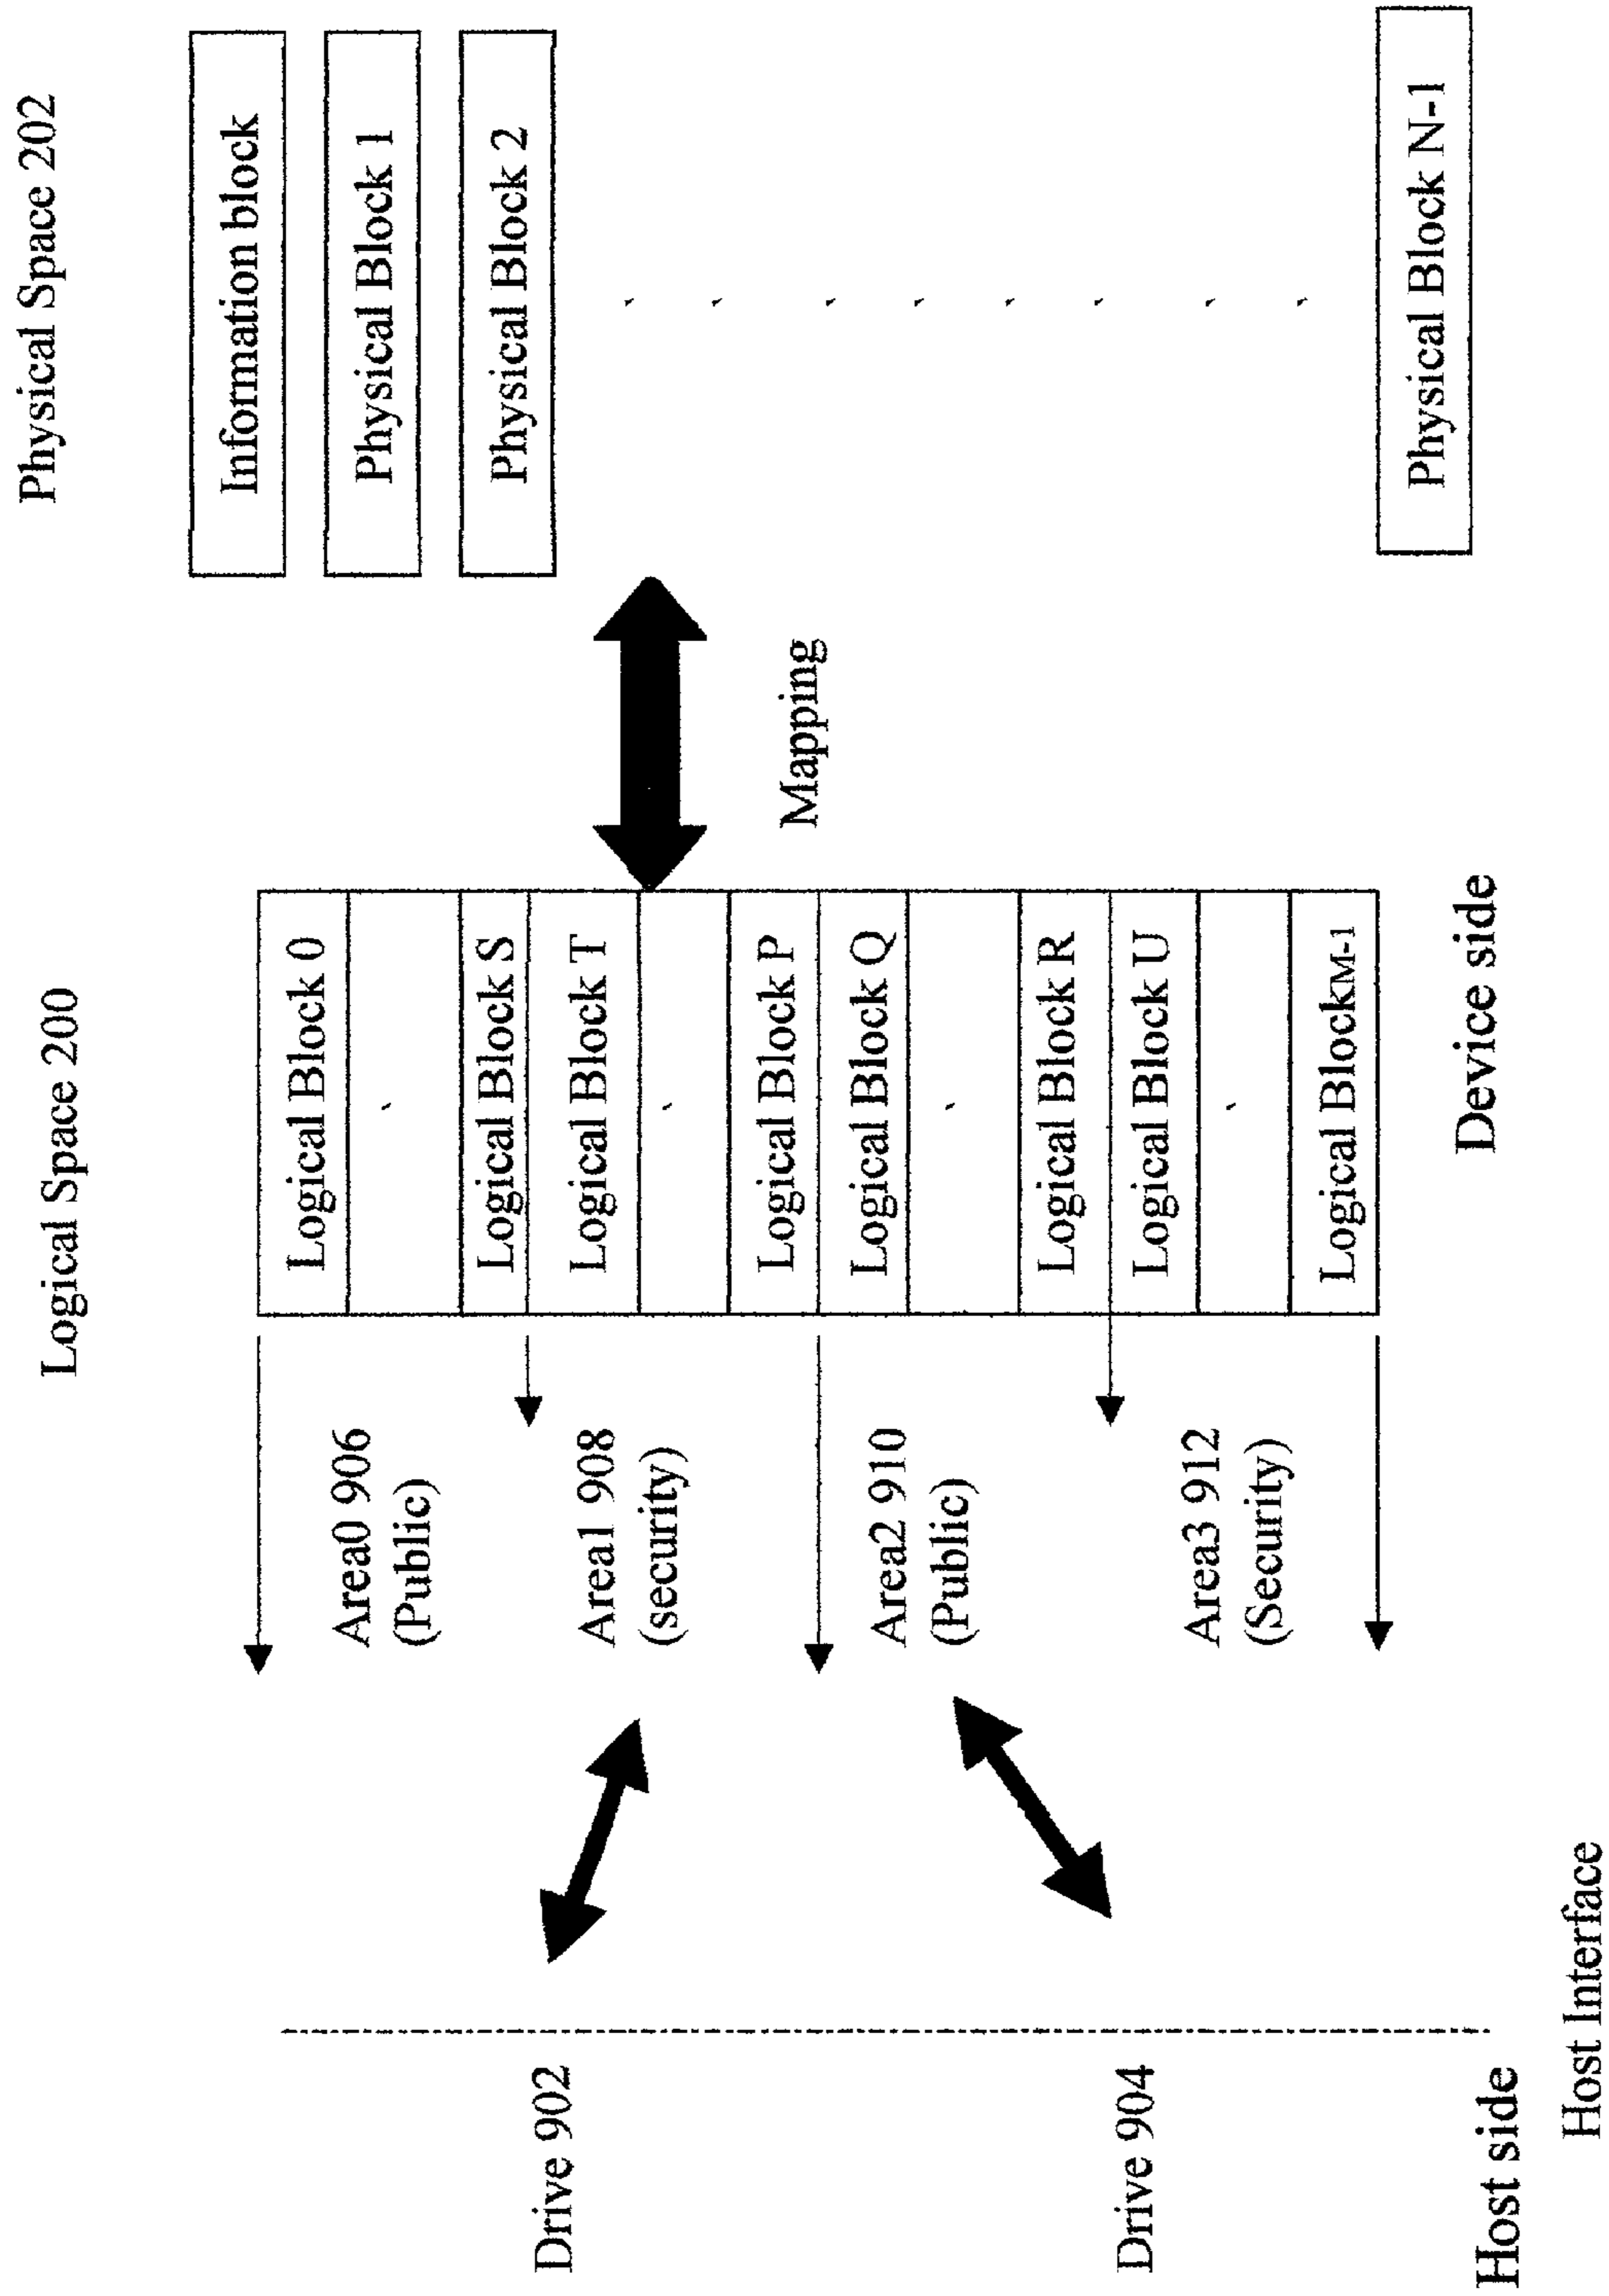 Logical Space 200
Physical Space 202
Drive 902
Drive 904
Host side
Host Interface
Area0 906
(Public)
Area1 908
(security)
Area2 910
(Public)
Area3 912
(Security)
Logical Block 0
Logical Block S
Logical Block T
Logical Block P
Logical Block Q
Logical Block R
Logical Block U
Logical BlockM-1
Device side
Mapping
Information block
Physical Block 1
Physical Block 2
Physical Block N-1